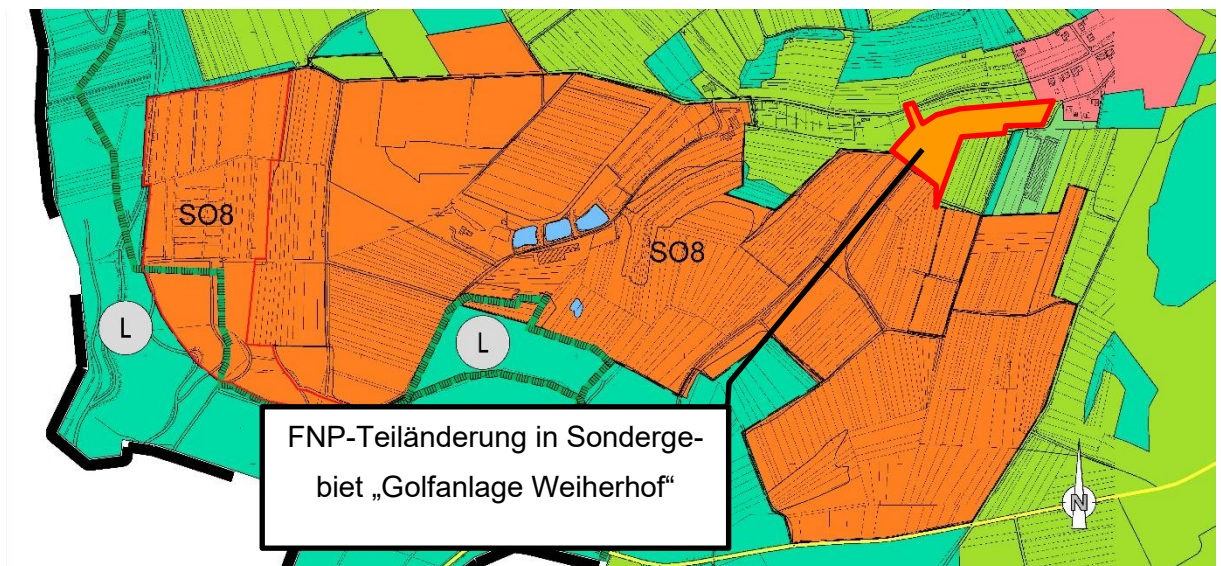 SO8
SO8
L
L
FNP-Teiländerung in Sonderge-
biet „Golfanlage Weiherhof“
N